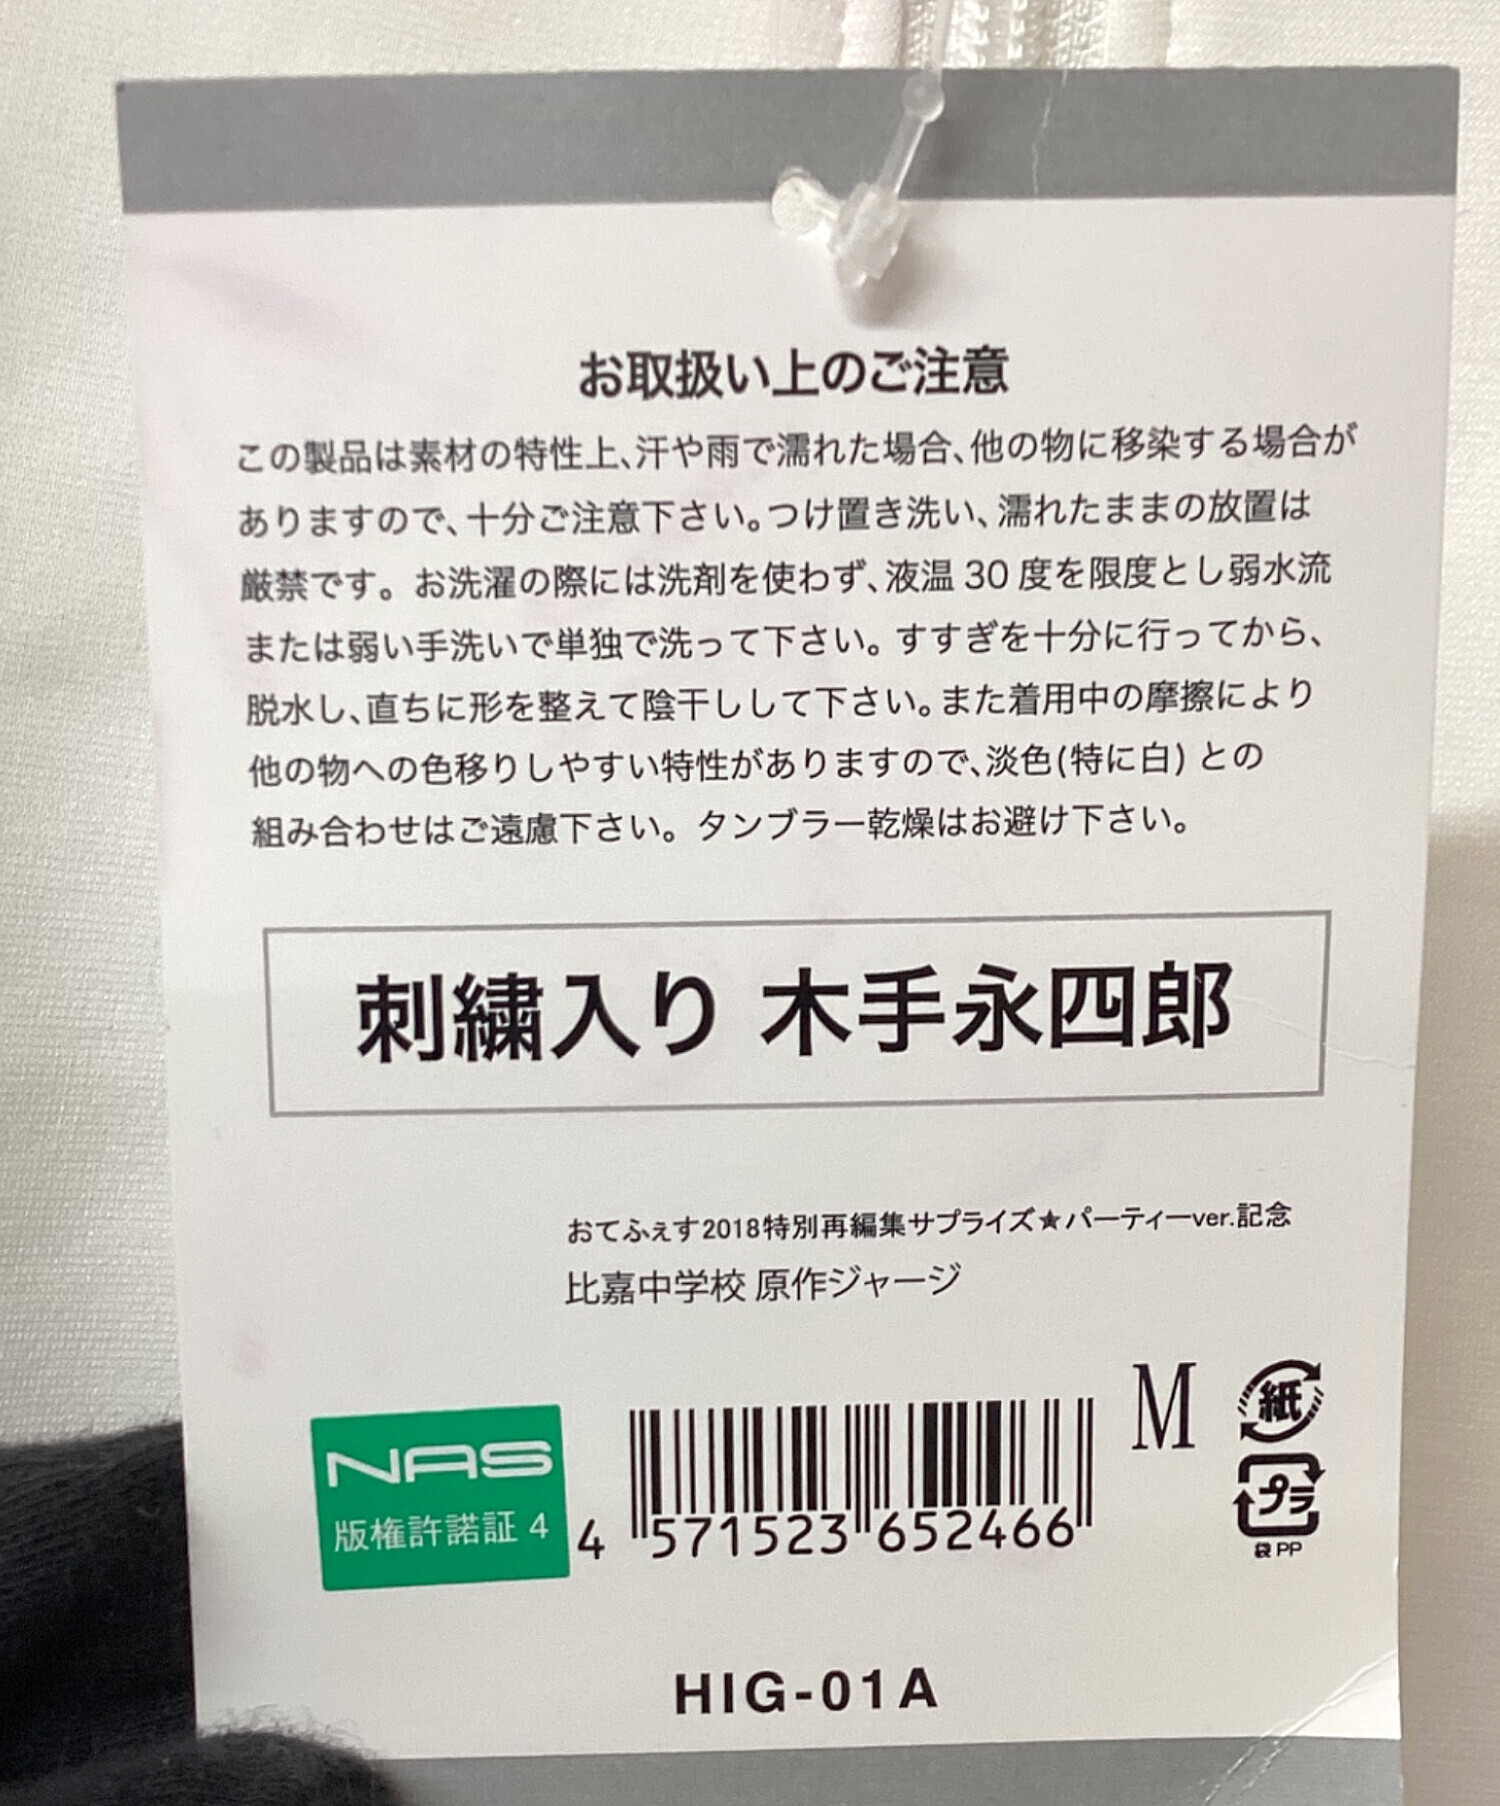 お取扱い上のご注意
この製品は素材の特性上、汗や雨で濡れた場合、他の物に移染する場合が
ありますので、十分ご注意下さい。つけ置き洗い、濡れたままの放置は
厳禁です。お洗濯の際には洗剤を使わず、液温30度を限度とし弱水流
または弱い手洗いで単独で洗って下さい。すすぎを十分に行ってから、
脱水し、直ちに形を整えて陰干しして下さい。また着用中の摩擦により
他の物への色移りしやすい特性がありますので、淡色(特に白)との
組み合わせはご遠慮下さい。タンブラー乾燥はお避け下さい。
刺繍入り 木手永四郎
おてふぇす2018特別再編集サプライズ★パーティーver.記念
比嘉中学校 原作ジャージ
M
紙
プラ
袋PP
NAS
版権許諾証4
4 571523 652466
HIG-01A